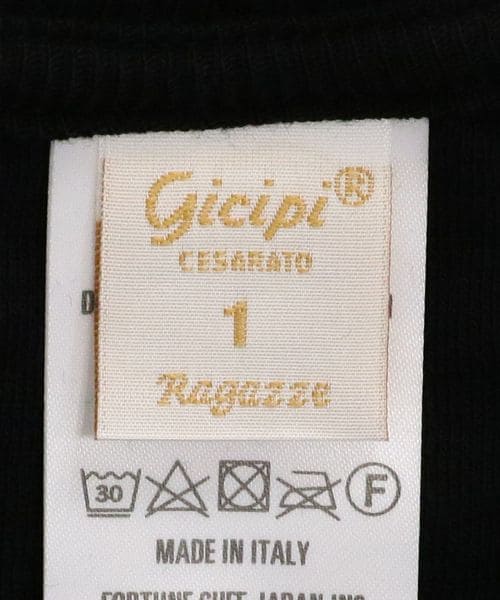 Gicipi®
CESARATO
1
D
Ragazze
30
F
MADE IN ITALY